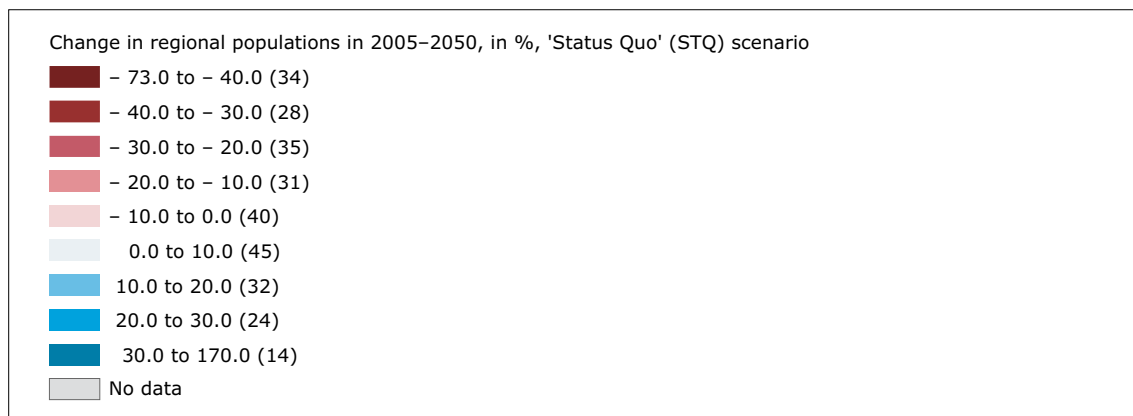 Change in regional populations in 2005–2050, in %, 'Status Quo' (STQ) scenario
– 73.0 to – 40.0 (34)
– 40.0 to – 30.0 (28)
– 30.0 to – 20.0 (35)
– 20.0 to – 10.0 (31)
– 10.0 to 0.0 (40)
0.0 to 10.0 (45)
10.0 to 20.0 (32)
20.0 to 30.0 (24)
30.0 to 170.0 (14)
No data